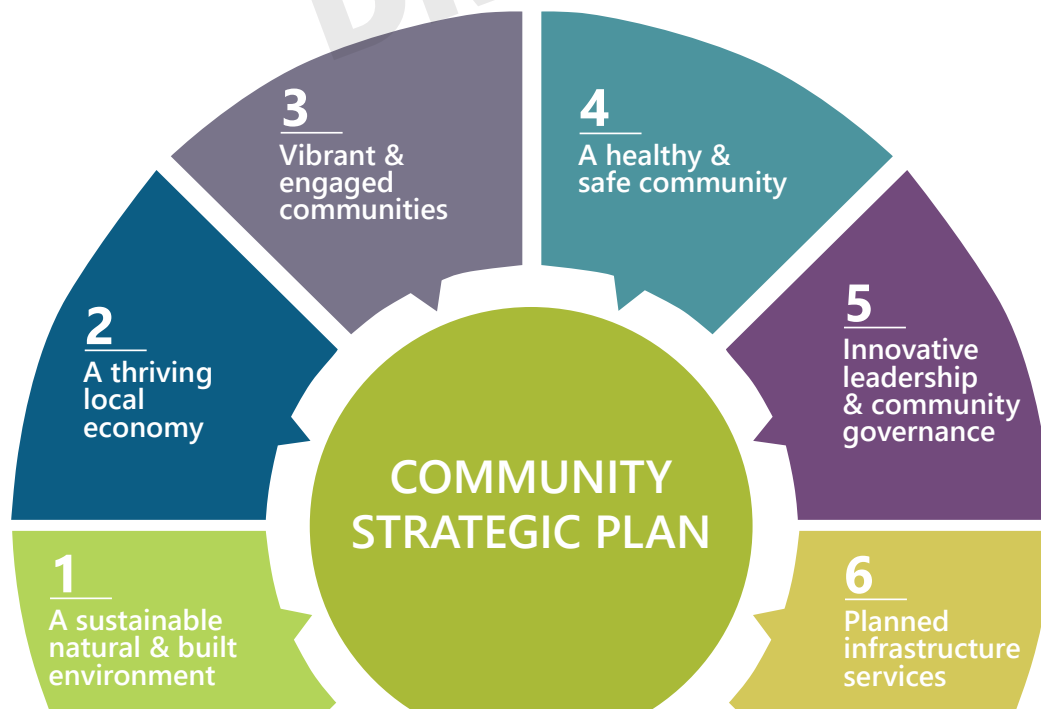 3
Vibrant &
engaged
communities
4
A healthy &
safe community
2
A thriving
local
economy
5
Innovative
leadership
& community
governance
COMMUNITY
STRATEGIC PLAN
1
A sustainable
natural & built
environment
6
Planned
infrastructure
services